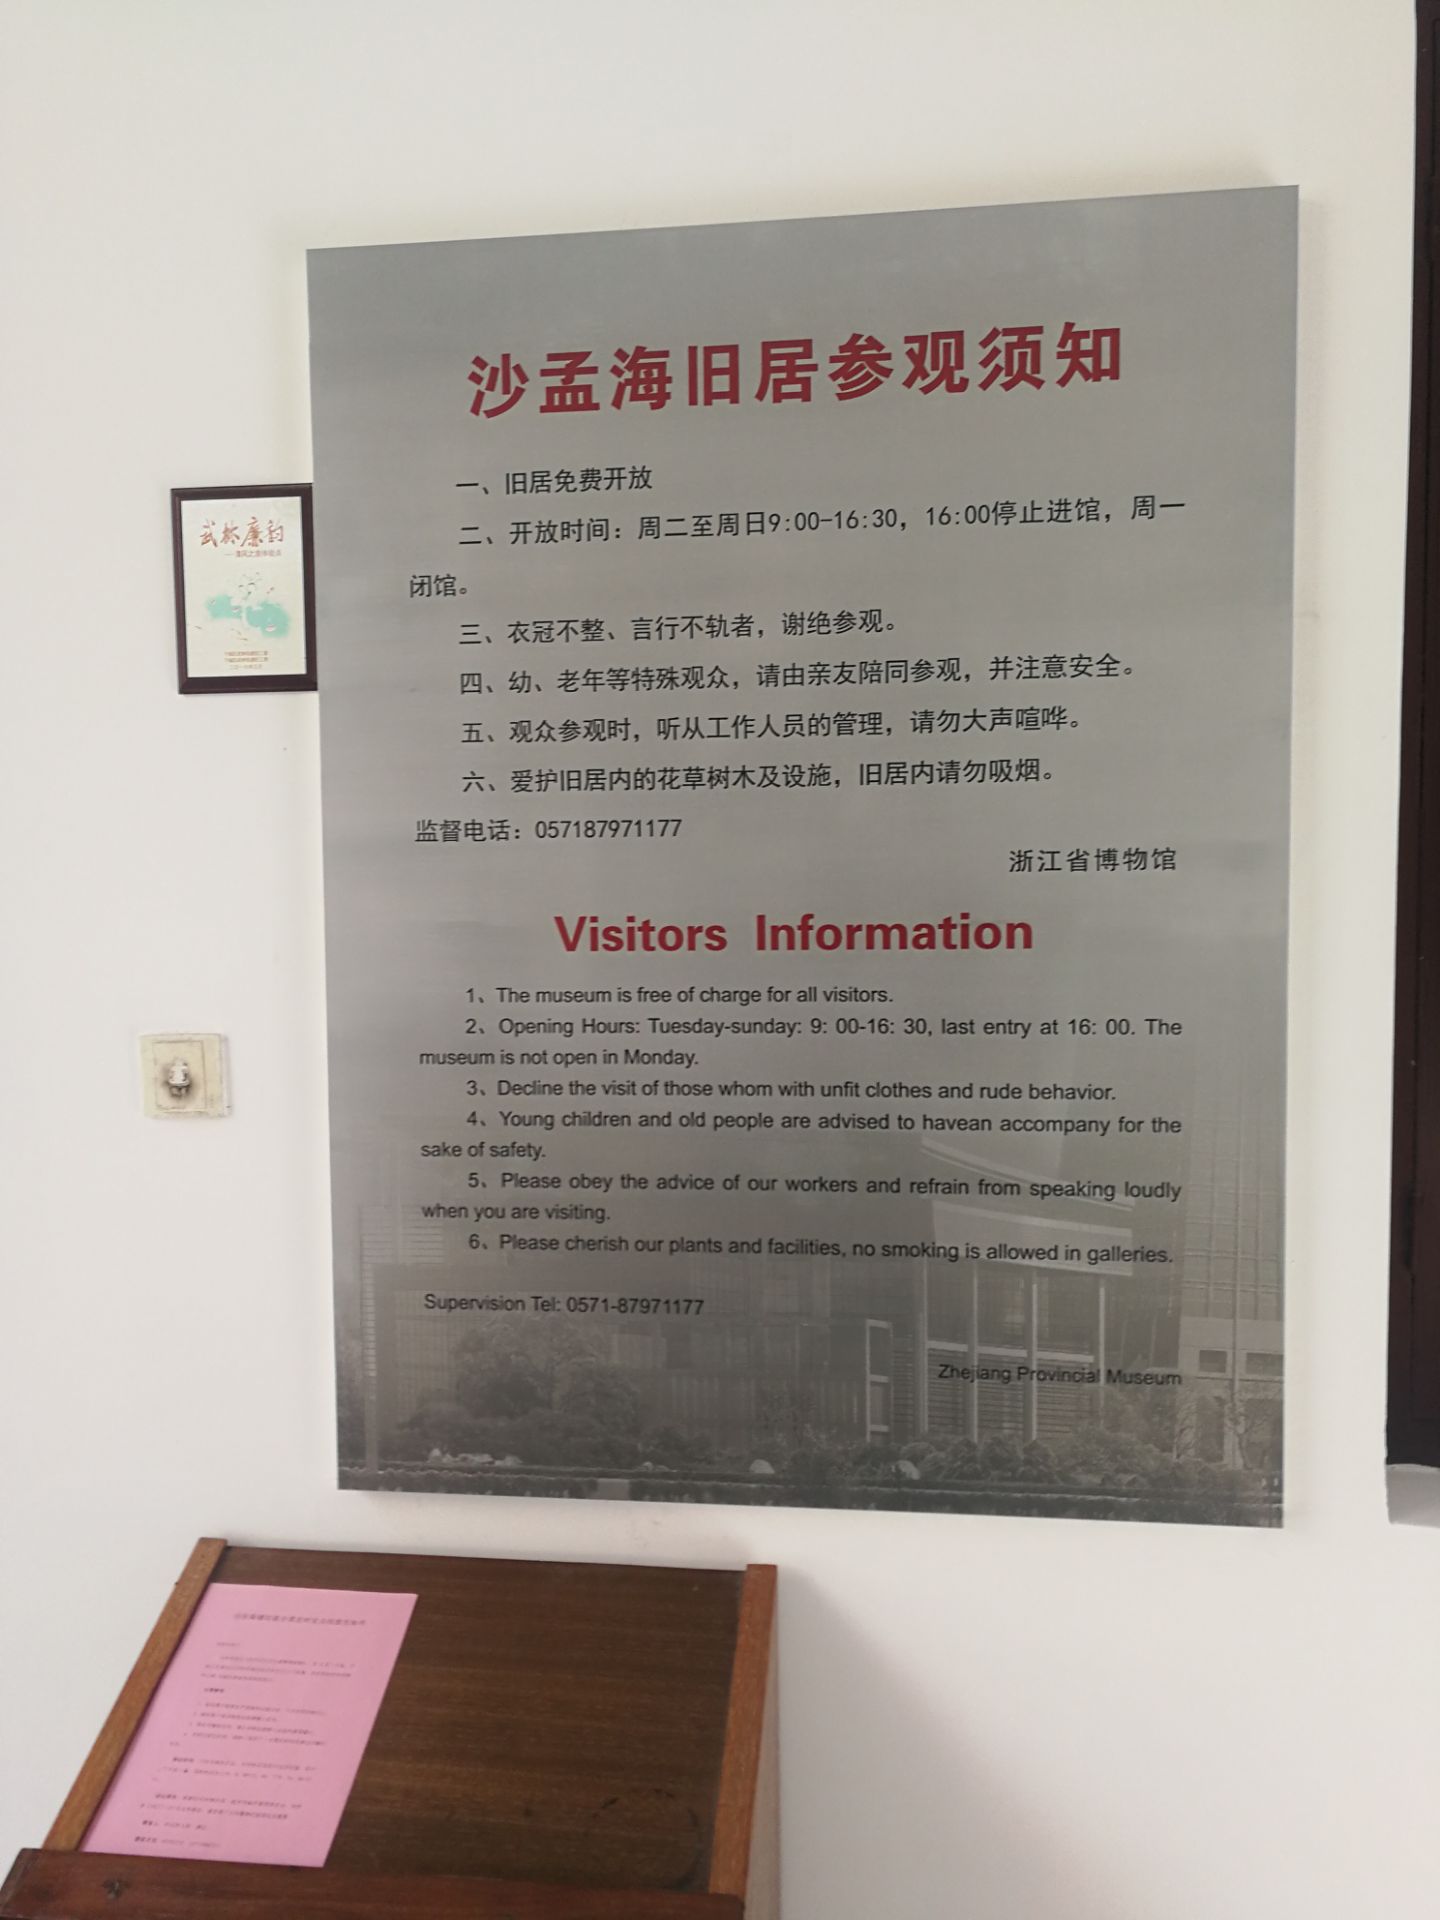 沙孟海旧居参观须知
一、旧居免费开放
二、开放时间：周二至周日9:00-16:30，16:00停止进馆，周一
闭馆。
三、衣冠不整、言行不轨者，谢绝参观。
四、幼、老年等特殊观众，请由亲友陪同参观，并注意安全。
五、观众参观时，听从工作人员的管理，请勿大声喧哗。
六、爱护旧居内的花草树木及设施，旧居内请勿吸烟。
监督电话：057187971177
浙江省博物馆
Visitors Information
1、The museum is free of charge for all visitors.
2、Opening Hours: Tuesday-sunday: 9: 00-16: 30, last entry at 16: 00. The
museum is not open in Monday.
3、Decline the visit of those whom with unfit clothes and rude behavior.
4、Young children and old people are advised to havean accompany for the
sake of safety.
5、Please obey the advice of our workers and refrain from speaking loudly
when you are visiting.
6、Please cherish our plants and facilities, no smoking is allowed in galleries.
Supervision Tel: 0571-87971177
Zhejiang Provincial Museum
武林廉韵